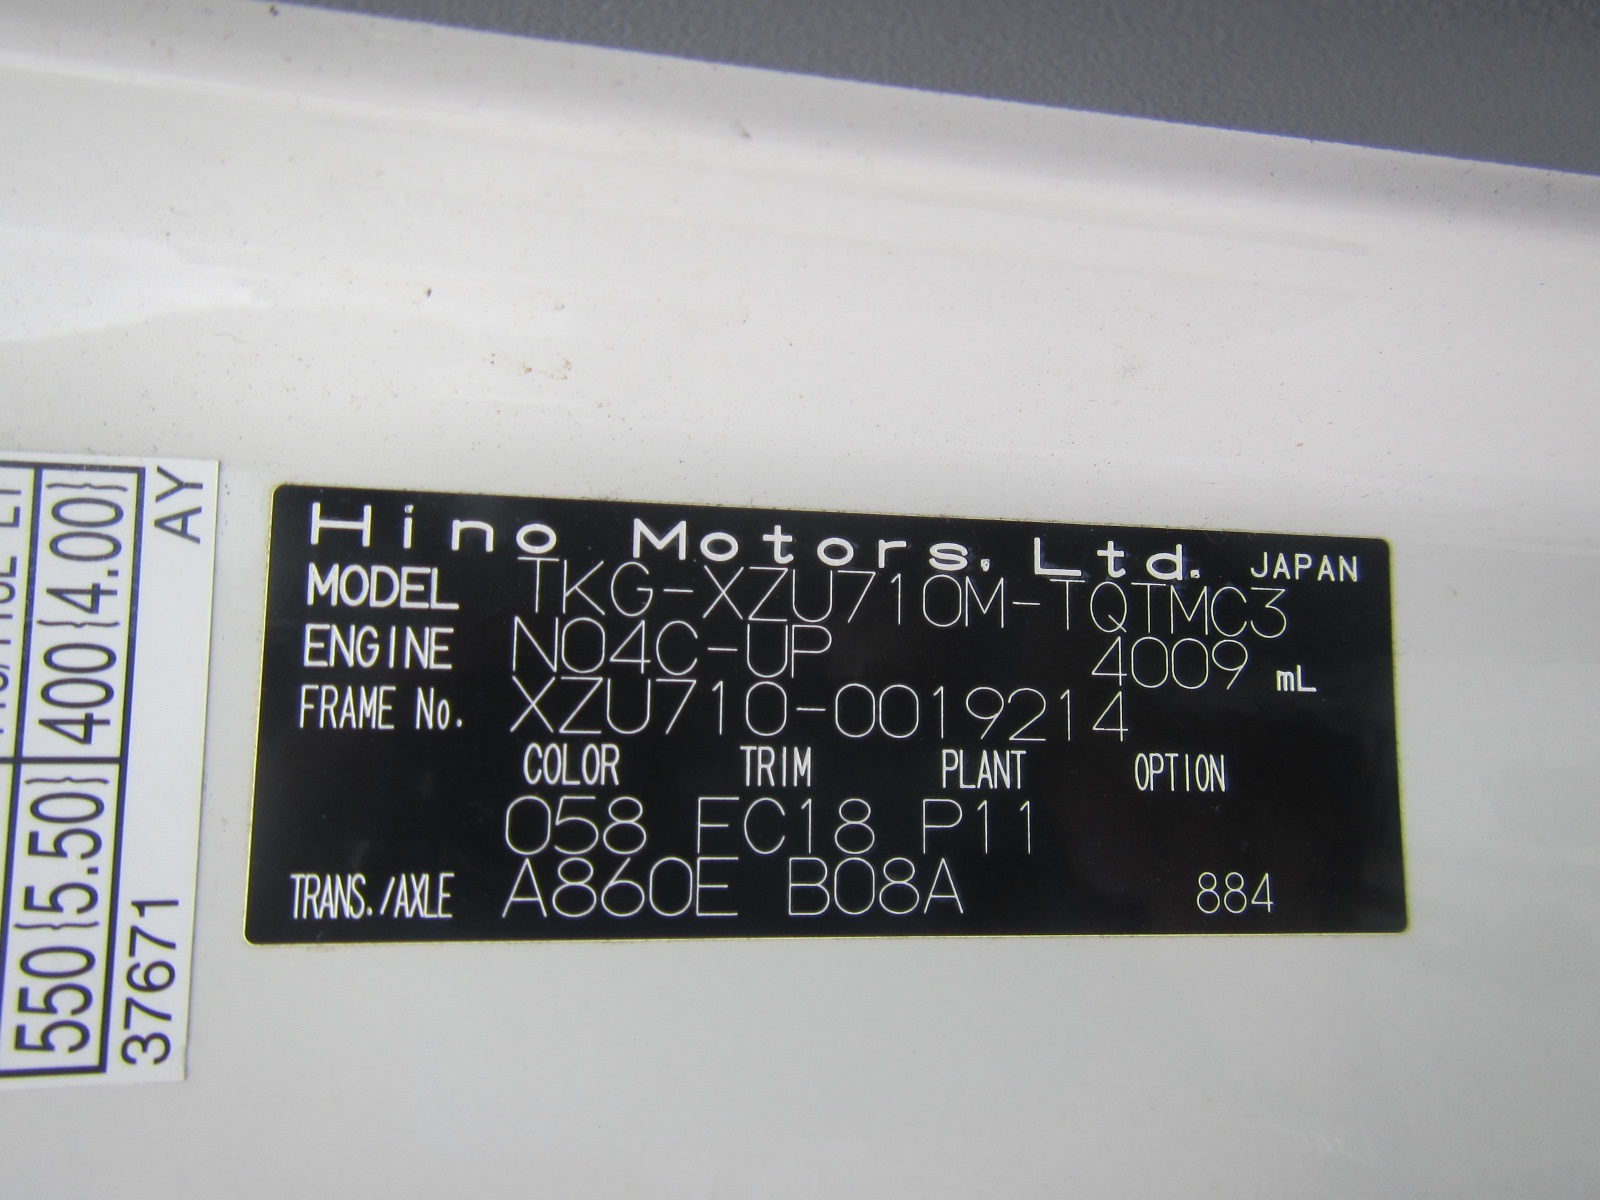 Hino Motors, Ltd. JAPAN
MODEL TKG-XZU710M-TQTMC3
ENGINE N04C-UP 4009 mL
FRAME No. XZU710-0019214
COLOR TRIM PLANT OPTION
058 FC18 P11
TRANS./AXLE A860E B08A 884
550{5.50} 400{4.00}
37671 AY